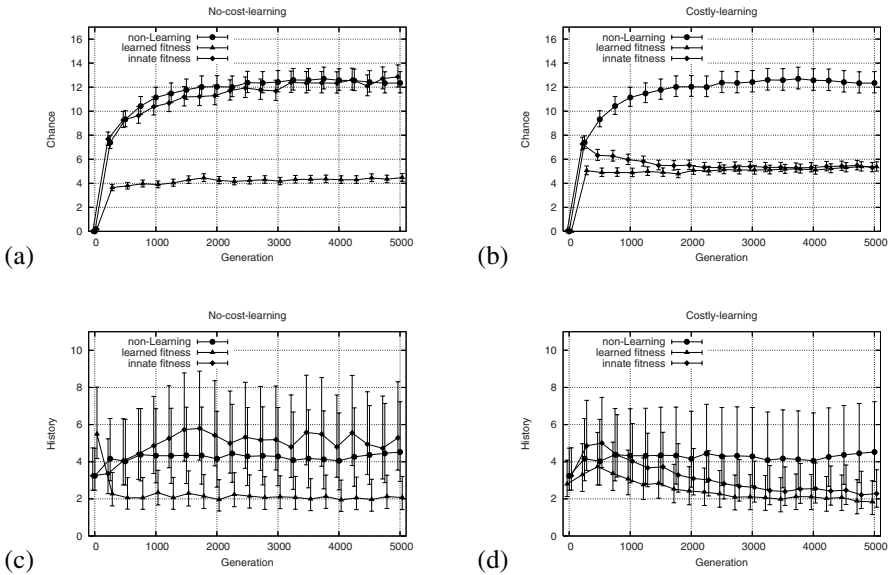 No-cost-learning
Chance
16
14
12
10
8
6
4
2
0
non-Learning
learned fitness
innate fitness
0 1000 2000 3000 4000 5000
Generation
(a)
Costly-learning
Chance
16
14
12
10
8
6
4
2
0
non-Learning
learned fitness
innate fitness
0 1000 2000 3000 4000 5000
Generation
(b)
No-cost-learning
History
10
8
6
4
2
0
non-Learning
learned fitness
innate fitness
0 1000 2000 3000 4000 5000
Generation
(c)
Costly-learning
History
10
8
6
4
2
0
non-Learning
learned fitness
innate fitness
0 1000 2000 3000 4000 5000
Generation
(d)